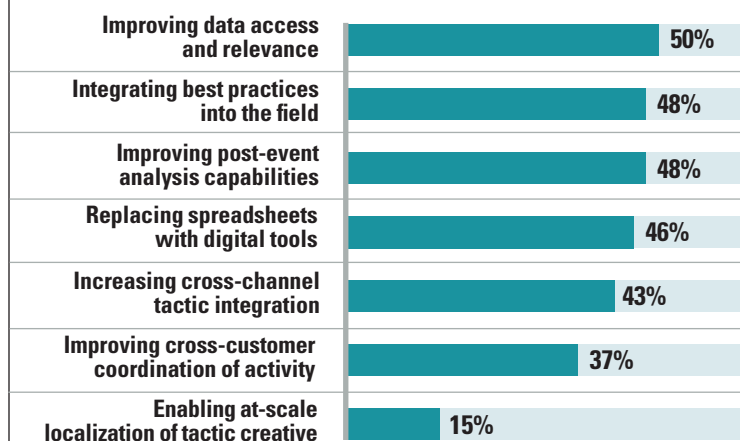 Improving data access
and relevance
50%
Integrating best practices
into the field
48%
Improving post-event
analysis capabilities
48%
Replacing spreadsheets
with digital tools
46%
Increasing cross-channel
tactic integration
43%
Improving cross-customer
coordination of activity
37%
Enabling at-scale
localization of tactic creative
15%